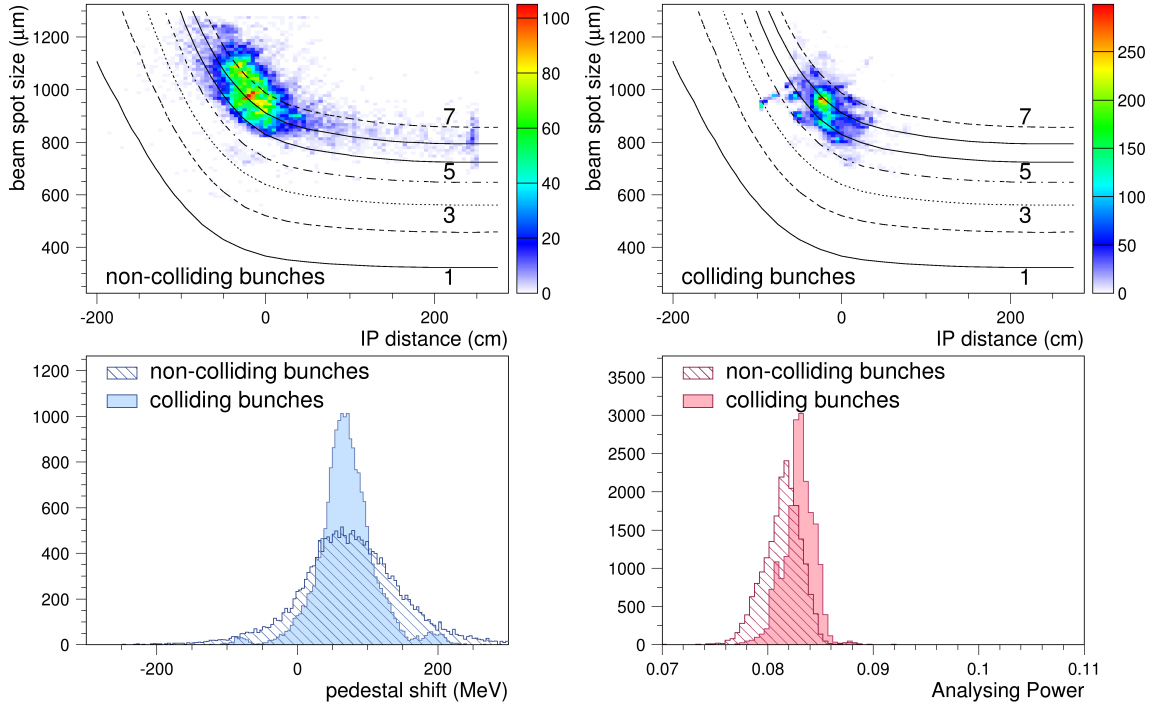 beam spot size (µm)
1200
1000
800
600
400
7
5
3
1
non-colliding bunches
-200 0 200
IP distance (cm)
100
80
60
40
20
0
beam spot size (µm)
1200
1000
800
600
400
7
5
3
1
colliding bunches
-200 0 200
IP distance (cm)
250
200
150
100
50
0
1200
1000
800
600
400
200
0
non-colliding bunches
colliding bunches
-200 0 200
pedestal shift (MeV)
3500
3000
2500
2000
1500
1000
500
0
non-colliding bunches
colliding bunches
0.07 0.08 0.09 0.1 0.11
Analysing Power